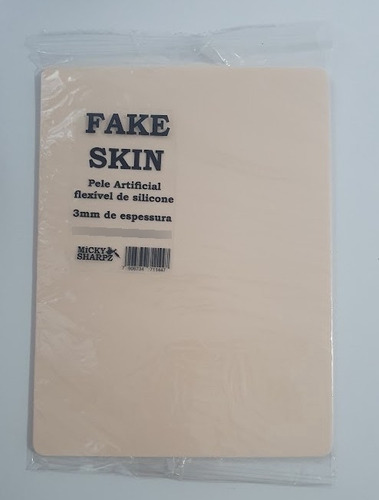 FAKE
SKIN
Pele Artificial
flexível de silicone
3mm de espessura
MiCKY
SHARPZ